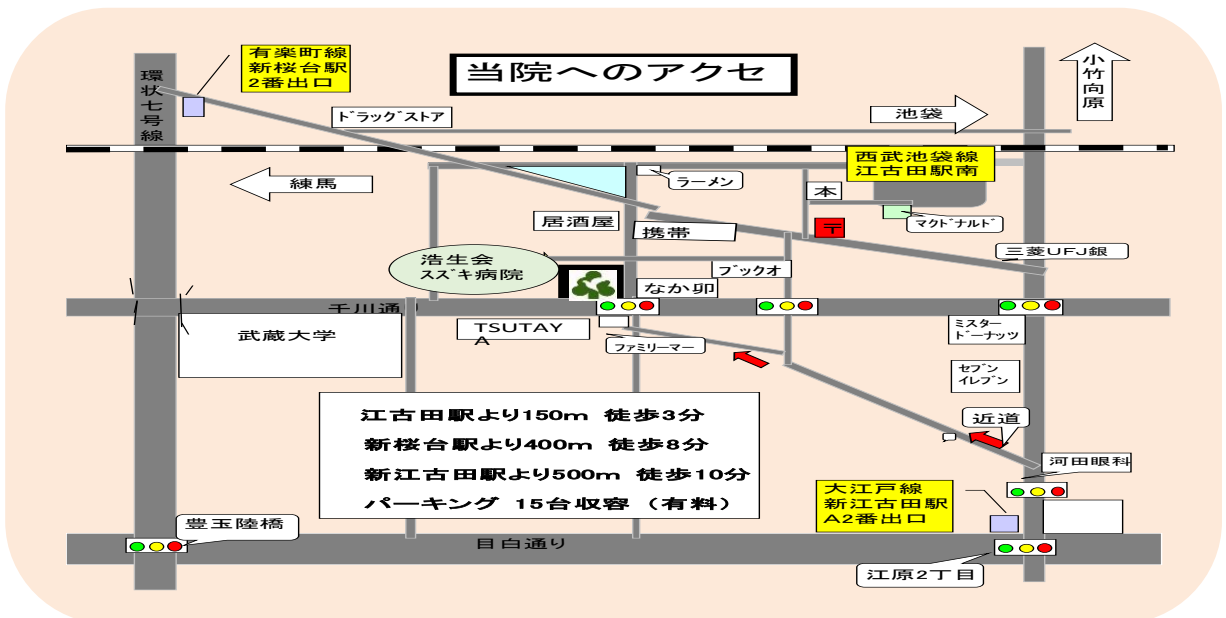 有楽町線
新桜台駅
2番出口
当院へのアクセ
小竹向原
環状七号線
ドラッグストア
池袋
西武池袋線
江古田駅南
練馬
ラーメン
本
居酒屋
携帯
〒
マクドナルド
三菱UFJ銀
浩生会
スズキ病院
ブックオ
なか卯
千川通り
武蔵大学
TSUTAY
A
ファミリーマー
ミスター
ドーナッツ
セブン
イレブン
近道
江古田駅より150m 徒歩3分
新桜台駅より400m 徒歩8分
新江古田駅より500m 徒歩10分
パーキング 15台収容 (有料)
河田眼科
大江戸線
新江古田駅
A2番出口
豊玉陸橋
目白通り
江原2丁目